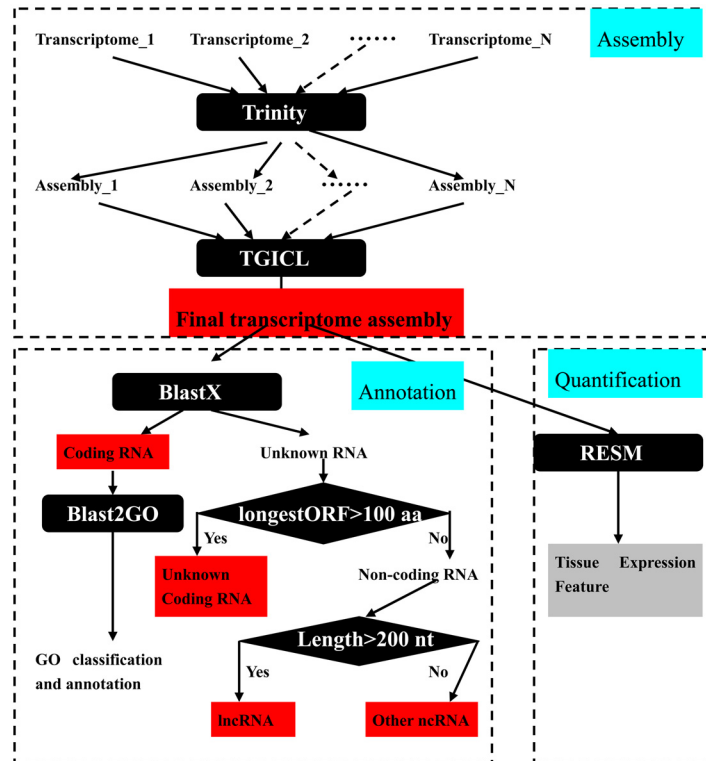 Transcriptome_1 Transcriptome_2 ...... Transcriptome_N
Assembly
Trinity
Assembly_1 Assembly_2 ...... Assembly_N
TGICL
Final transcriptome assembly
BlastX
Annotation
Quantification
Coding RNA
Unknown RNA
RESM
Blast2GO
longestORF>100 aa
Yes
No
Unknown
Coding RNA
Non-coding RNA
Tissue Expression
Feature
Length>200 nt
GO classification
and annotation
Yes
No
lncRNA
Other ncRNA